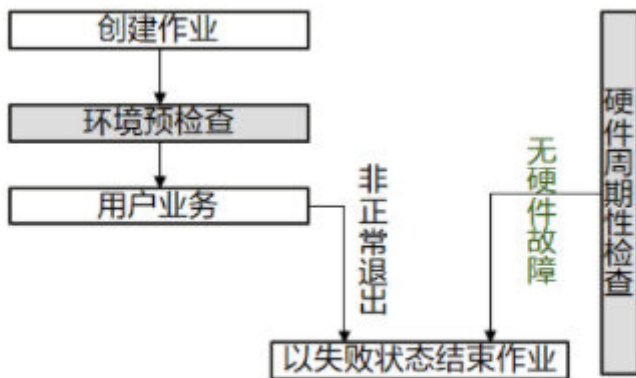 创建作业
环境预检查
用户业务
非正常退出
无硬件故障
硬件周期性检查
以失败状态结束作业